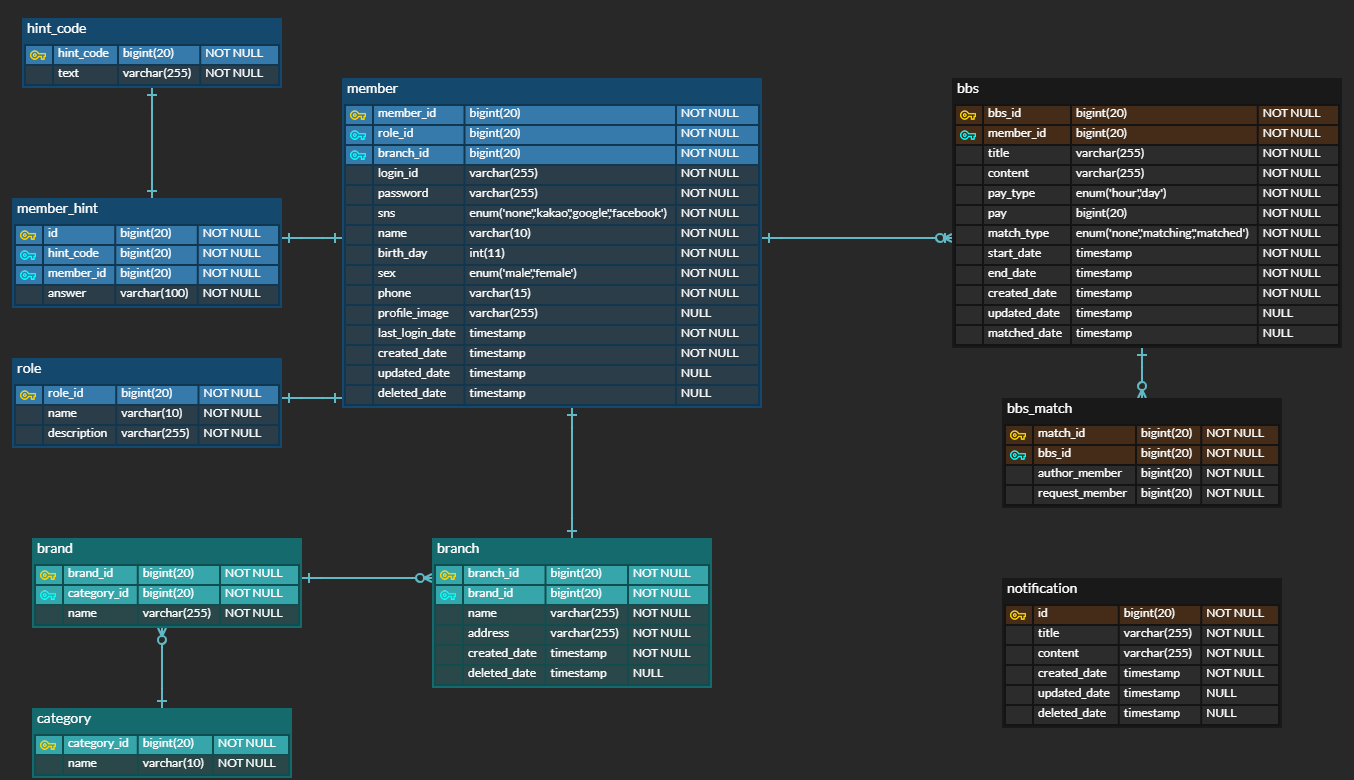 hint_code
hint_code bigint(20) NOT NULL
text varchar(255) NOT NULL
member_hint
id bigint(20) NOT NULL
hint_code bigint(20) NOT NULL
member_id bigint(20) NOT NULL
answer varchar(100) NOT NULL
role
role_id bigint(20) NOT NULL
name varchar(10) NOT NULL
description varchar(255) NOT NULL
member
member_id bigint(20) NOT NULL
role_id bigint(20) NOT NULL
branch_id bigint(20) NOT NULL
login_id varchar(255) NOT NULL
password varchar(255) NOT NULL
sns enum('none','kakao','google','facebook') NOT NULL
name varchar(10) NOT NULL
birth_day int(11) NOT NULL
sex enum('male','female') NOT NULL
phone varchar(15) NOT NULL
profile_image varchar(255) NULL
last_login_date timestamp NOT NULL
created_date timestamp NOT NULL
updated_date timestamp NULL
deleted_date timestamp NULL
bbs
bbs_id bigint(20) NOT NULL
member_id bigint(20) NOT NULL
title varchar(255) NOT NULL
content varchar(255) NOT NULL
pay_type enum('hour','day') NOT NULL
pay bigint(20) NOT NULL
match_type enum('none','matching','matched') NOT NULL
start_date timestamp NOT NULL
end_date timestamp NOT NULL
created_date timestamp NOT NULL
updated_date timestamp NULL
matched_date timestamp NULL
bbs_match
match_id bigint(20) NOT NULL
bbs_id bigint(20) NOT NULL
author_member bigint(20) NOT NULL
request_member bigint(20) NOT NULL
brand
brand_id bigint(20) NOT NULL
category_id bigint(20) NOT NULL
name varchar(255) NOT NULL
branch
branch_id bigint(20) NOT NULL
brand_id bigint(20) NOT NULL
name varchar(255) NOT NULL
address varchar(255) NOT NULL
created_date timestamp NOT NULL
deleted_date timestamp NULL
notification
id bigint(20) NOT NULL
title varchar(255) NOT NULL
content varchar(255) NOT NULL
created_date timestamp NOT NULL
updated_date timestamp NULL
deleted_date timestamp NULL
category
category_id bigint(20) NOT NULL
name varchar(10) NOT NULL